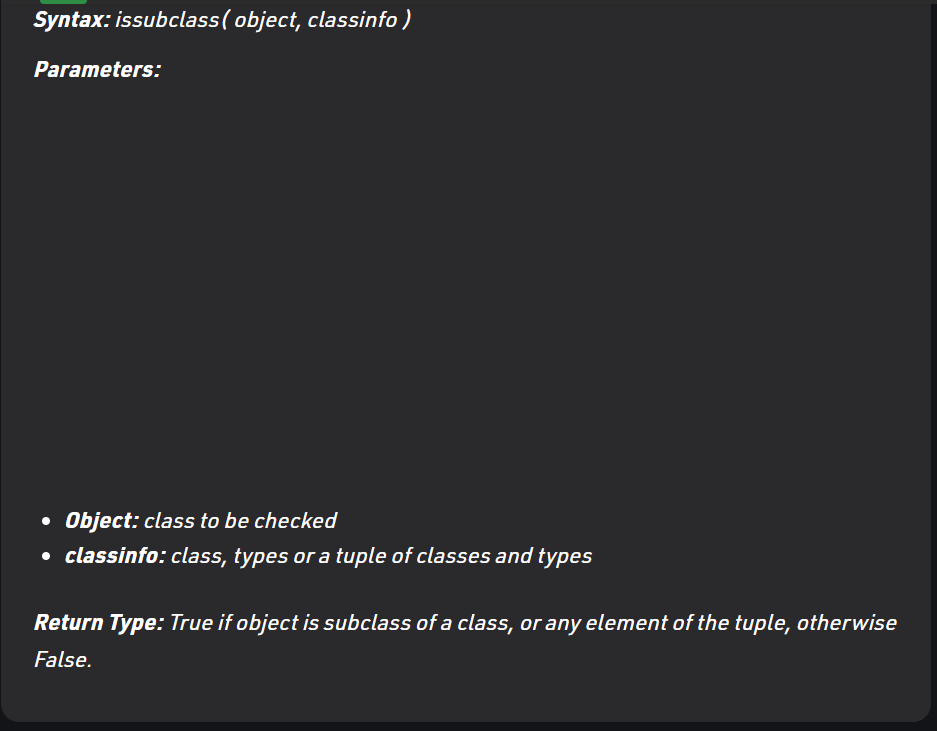 Syntax: issubclass( object, classinfo )
Parameters:
Object: class to be checked
classinfo: class, types or a tuple of classes and types
Return Type: True if object is subclass of a class, or any element of the tuple, otherwise
False.